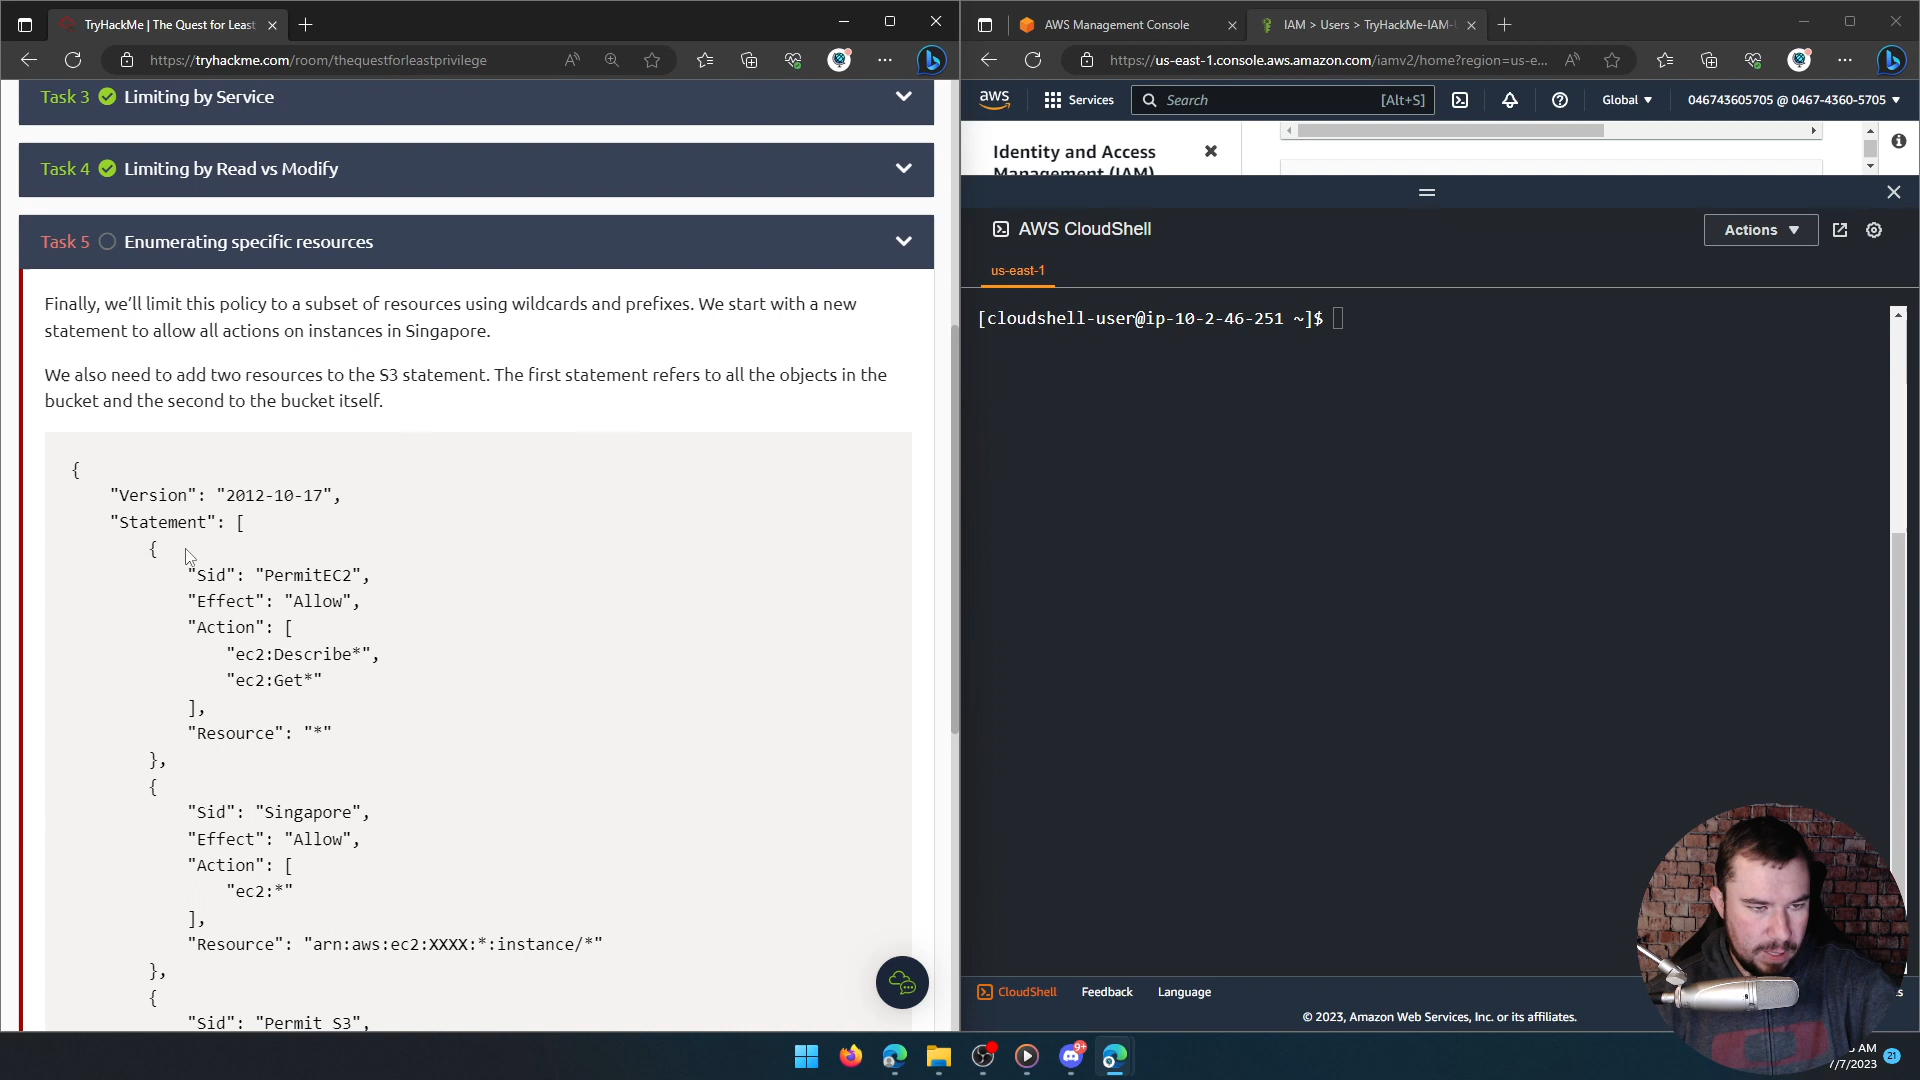 TryHackMe | The Quest for Least
https://tryhackme.com/room/thequestforleastprivilege
Task 3 Limiting by Service
Task 4 Limiting by Read vs Modify
Task 5 Enumerating specific resources
Finally, we’ll limit this policy to a subset of resources using wildcards and prefixes. We start with a new
statement to allow all actions on instances in Singapore.
We also need to add two resources to the S3 statement. The first statement refers to all the objects in the
bucket and the second to the bucket itself.
{
"Version": "2012-10-17",
"Statement": [
{
"Sid": "PermitEC2",
"Effect": "Allow",
"Action": [
"ec2:Describe*",
"ec2:Get*"
],
"Resource": "*"
},
{
"Sid": "Singapore",
"Effect": "Allow",
"Action": [
"ec2:*"
],
"Resource": "arn:aws:ec2:XXXX:*:instance/*"
},
{
"Sid": "Permit S3",
AWS Management Console
IAM > Users > TryHackMe-IAM-
https://us-east-1.console.aws.amazon.com/iamv2/home?region=us-e...
aws
Services
Search
[Alt+S]
Global
046743605705 @ 0467-4360-5705
Identity and Access
Management (IAM)
AWS CloudShell
Actions
us-east-1
[cloudshell-user@ip-10-2-46-251 ~]$
CloudShell
Feedback
Language
© 2023, Amazon Web Services, Inc. or its affiliates.
9+
AM
/7/2023
21